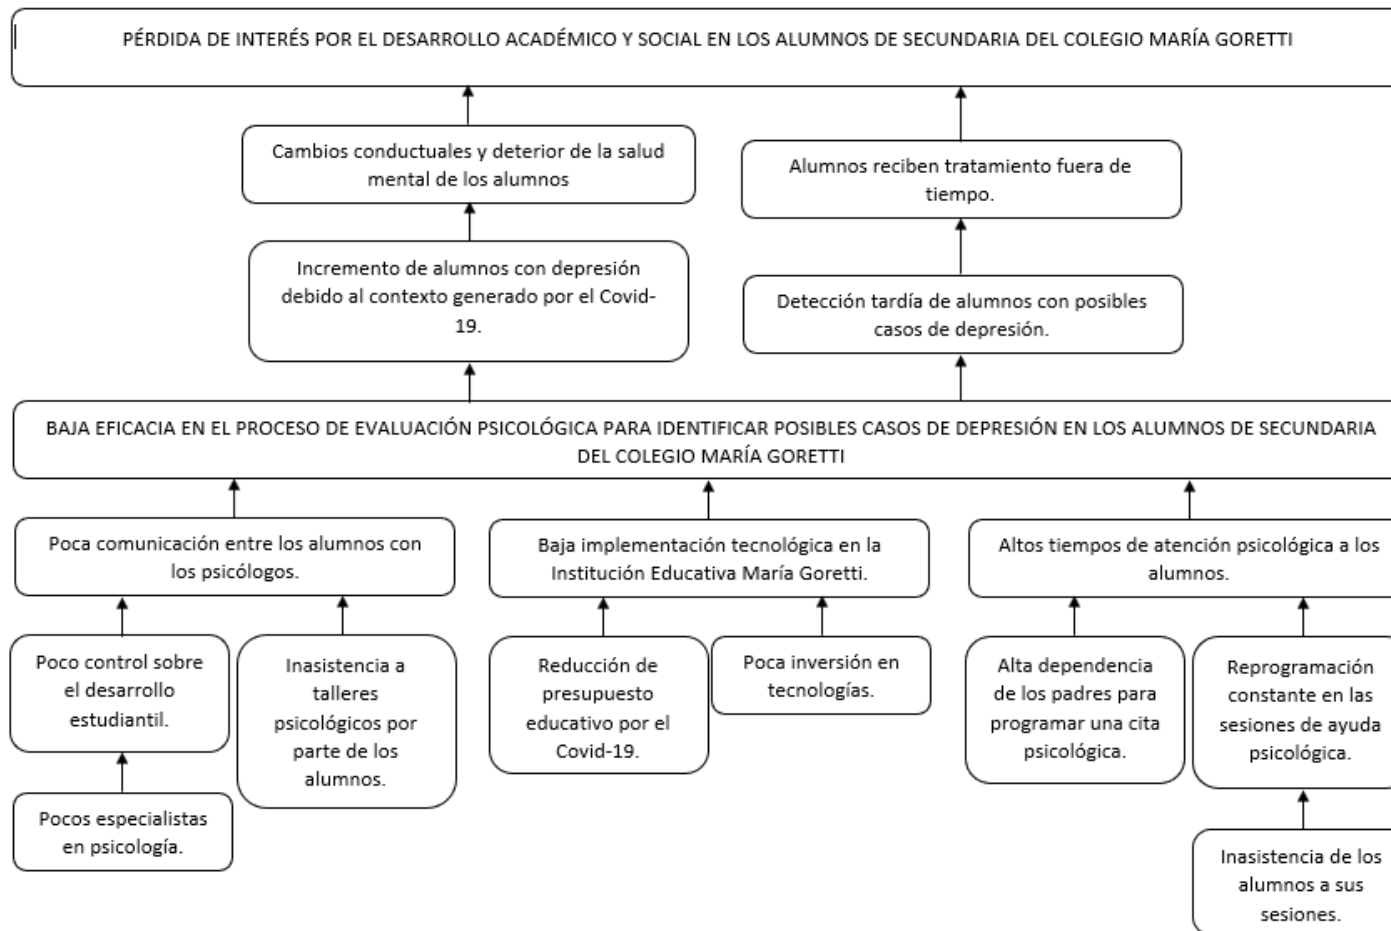 PÉRDIDA DE INTERÉS POR EL DESARROLLO ACADÉMICO Y SOCIAL EN LOS ALUMNOS DE SECUNDARIA DEL COLEGIO MARÍA GORETTI
Cambios conductuales y deterior de la salud
mental de los alumnos
Alumnos reciben tratamiento fuera de
tiempo.
Incremento de alumnos con depresión
debido al contexto generado por el Covid-
19.
Detección tardía de alumnos con posibles
casos de depresión.
BAJA EFICACIA EN EL PROCESO DE EVALUACIÓN PSICOLÓGICA PARA IDENTIFICAR POSIBLES CASOS DE DEPRESIÓN EN LOS ALUMNOS DE SECUNDARIA
DEL COLEGIO MARÍA GORETTI
Poca comunicación entre los alumnos con
los psicólogos.
Baja implementación tecnológica en la
Institución Educativa María Goretti.
Altos tiempos de atención psicológica a los
alumnos.
Poco control sobre
el desarrollo
estudiantil.
Inasistencia a
talleres
psicológicos por
parte de los
alumnos.
Reducción de
presupuesto
educativo por el
Covid-19.
Poca inversión en
tecnologías.
Alta dependencia
de los padres para
programar una cita
psicológica.
Reprogramación
constante en las
sesiones de ayuda
psicológica.
Pocos especialistas
en psicología.
Inasistencia de los
alumnos a sus
sesiones.